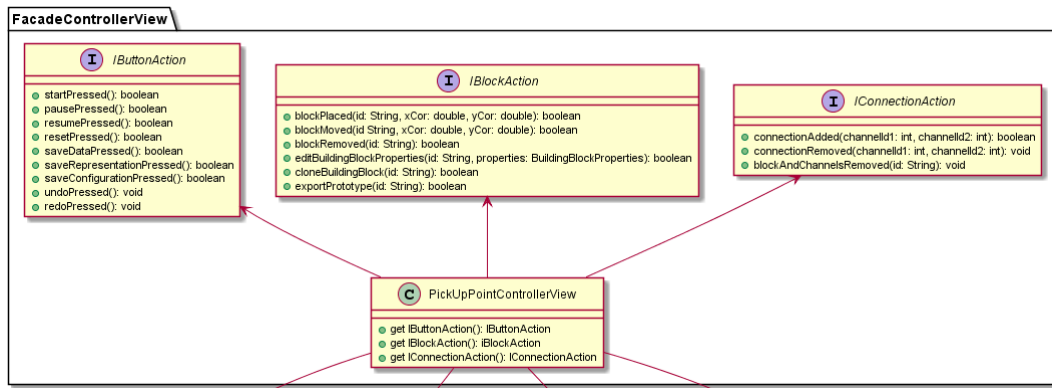 FacadeControllerView
I IButtonAction
startPressed(): boolean
pausePressed(): boolean
resumePressed(): boolean
resetPressed(): boolean
saveDataPressed(): boolean
saveRepresentationPressed(): boolean
saveConfigurationPressed(): boolean
undoPressed(): void
redoPressed(): void
I IBlockAction
blockPlaced(id: String, xCor: double, yCor: double): boolean
blockMoved(id String, xCor: double, yCor: double): boolean
blockRemoved(id: String): boolean
editBuildingBlockProperties(id: String, properties: BuildingBlockProperties): boolean
cloneBuildingBlock(id: String): boolean
exportPrototype(id: String): boolean
I IConnectionAction
connectionAdded(channelId1: int, channelId2: int): boolean
connectionRemoved(channelId1: int, channelId2: int): void
blockAndChannelsRemoved(id: String): void
C PickUpPointControllerView
get IButtonAction(): IButtonAction
get IBlockAction(): iBlockAction
get IConnectionAction(): IConnectionAction